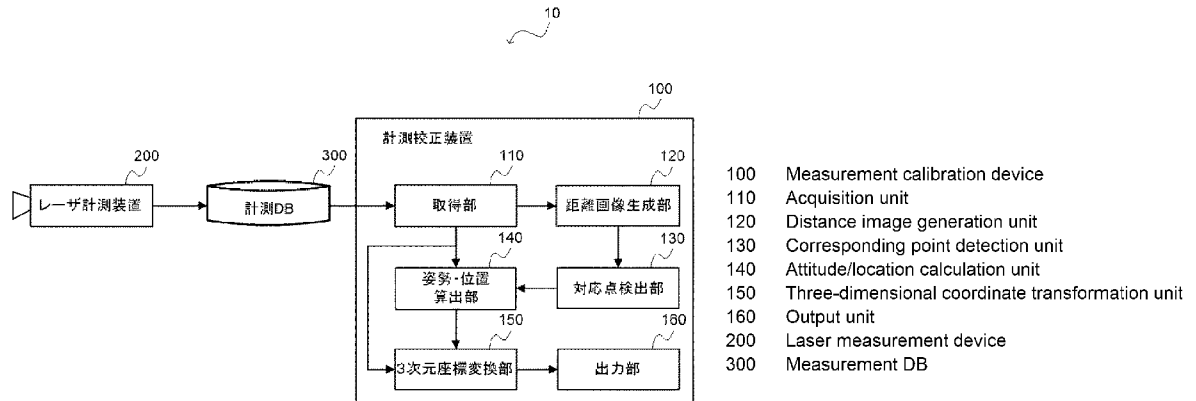 10
100
計測校正装置
200
レーザ計測装置
300
計測DB
110
取得部
120
距離画像生成部
140
姿勢・位置
算出部
130
対応点検出部
150
3次元座標変換部
160
出力部
100 Measurement calibration device
110 Acquisition unit
120 Distance image generation unit
130 Corresponding point detection unit
140 Attitude/location calculation unit
150 Three-dimensional coordinate transformation unit
160 Output unit
200 Laser measurement device
300 Measurement DB